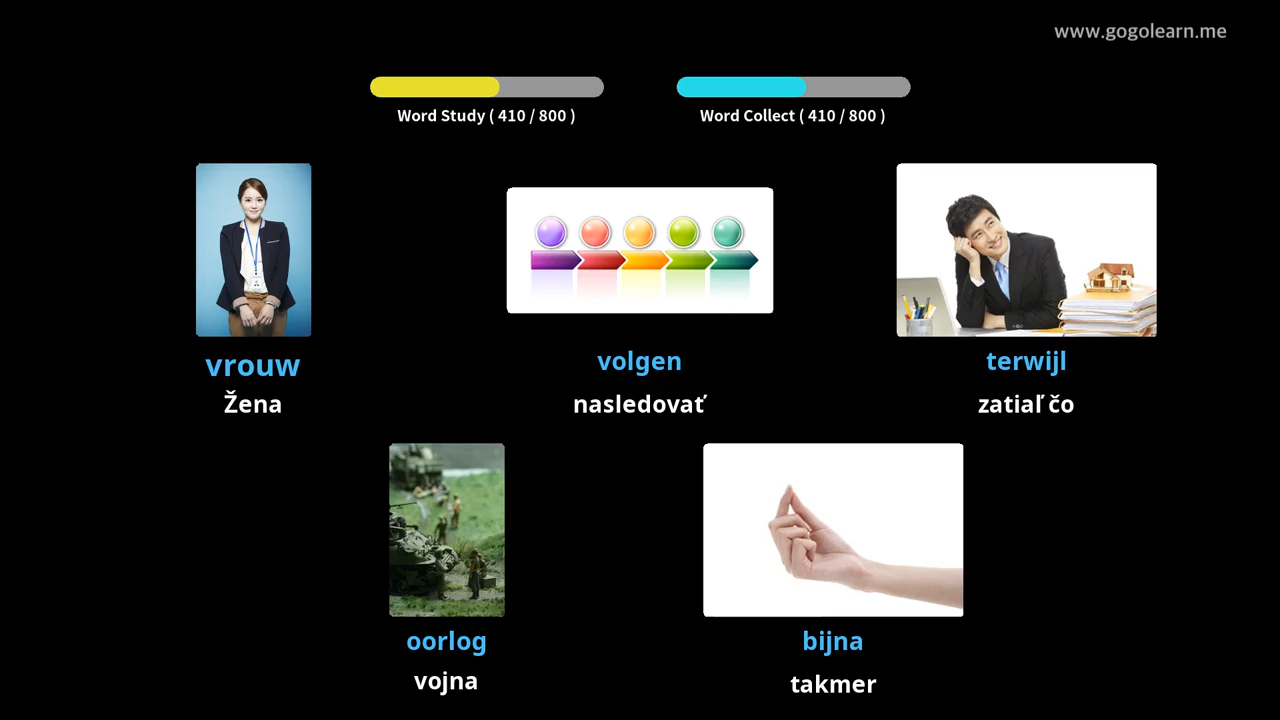 www.gogolearn.me
Word Study ( 410 / 800 )
Word Collect ( 410 / 800 )
vrouw
Žena
volgen
nasledovať
terwijl
zatiaľ čo
oorlog
vojna
bijna
takmer